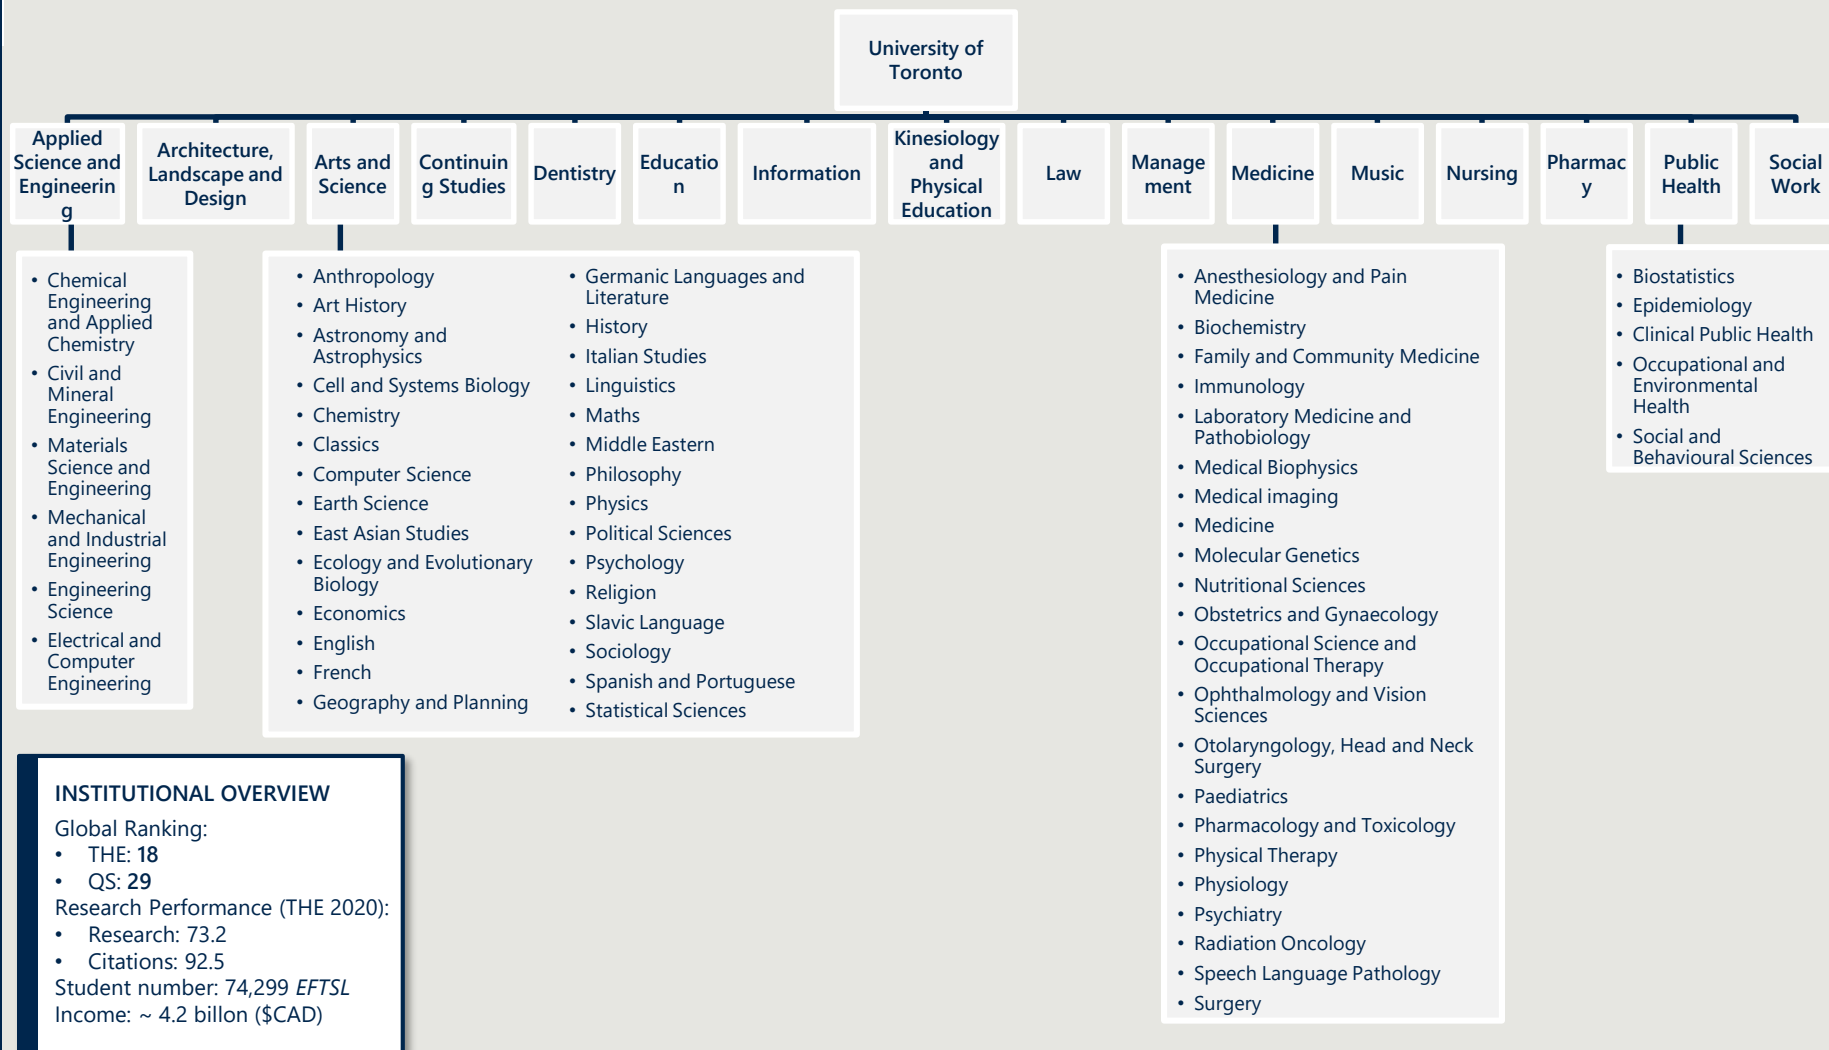 University of
Toronto
Applied
Science and
Engineerin
g
Architecture,
Landscape and
Design
Arts and
Science
Continuin
g Studies
Dentistry
Educatio
n
Information
Kinesiology
and
Physical
Education
Law
Manage
ment
Medicine
Music
Nursing
Pharmac
y
Public
Health
Social
Work
• Chemical
Engineering
and Applied
Chemistry
• Civil and
Mineral
Engineering
• Materials
Science and
Engineering
• Mechanical
and Industrial
Engineering
• Engineering
Science
• Electrical and
Computer
Engineering
• Anthropology
• Art History
• Astronomy and
Astrophysics
• Cell and Systems Biology
• Chemistry
• Classics
• Computer Science
• Earth Science
• East Asian Studies
• Ecology and Evolutionary
Biology
• Economics
• English
• French
• Geography and Planning
• Germanic Languages and
Literature
• History
• Italian Studies
• Linguistics
• Maths
• Middle Eastern
• Philosophy
• Physics
• Political Sciences
• Psychology
• Religion
• Slavic Language
• Sociology
• Spanish and Portuguese
• Statistical Sciences
• Anesthesiology and Pain
Medicine
• Biochemistry
• Family and Community Medicine
• Immunology
• Laboratory Medicine and
Pathobiology
• Medical Biophysics
• Medical imaging
• Medicine
• Molecular Genetics
• Nutritional Sciences
• Obstetrics and Gynaecology
• Occupational Science and
Occupational Therapy
• Ophthalmology and Vision
Sciences
• Otolaryngology, Head and Neck
Surgery
• Paediatrics
• Pharmacology and Toxicology
• Physical Therapy
• Physiology
• Psychiatry
• Radiation Oncology
• Speech Language Pathology
• Surgery
• Biostatistics
• Epidemiology
• Clinical Public Health
• Occupational and
Environmental
Health
• Social and
Behavioural Sciences
INSTITUTIONAL OVERVIEW
Global Ranking:
• THE: 18
• QS: 29
Research Performance (THE 2020):
• Research: 73.2
• Citations: 92.5
Student number: 74,299 EFTSL
Income: ~ 4.2 billon ($CAD)